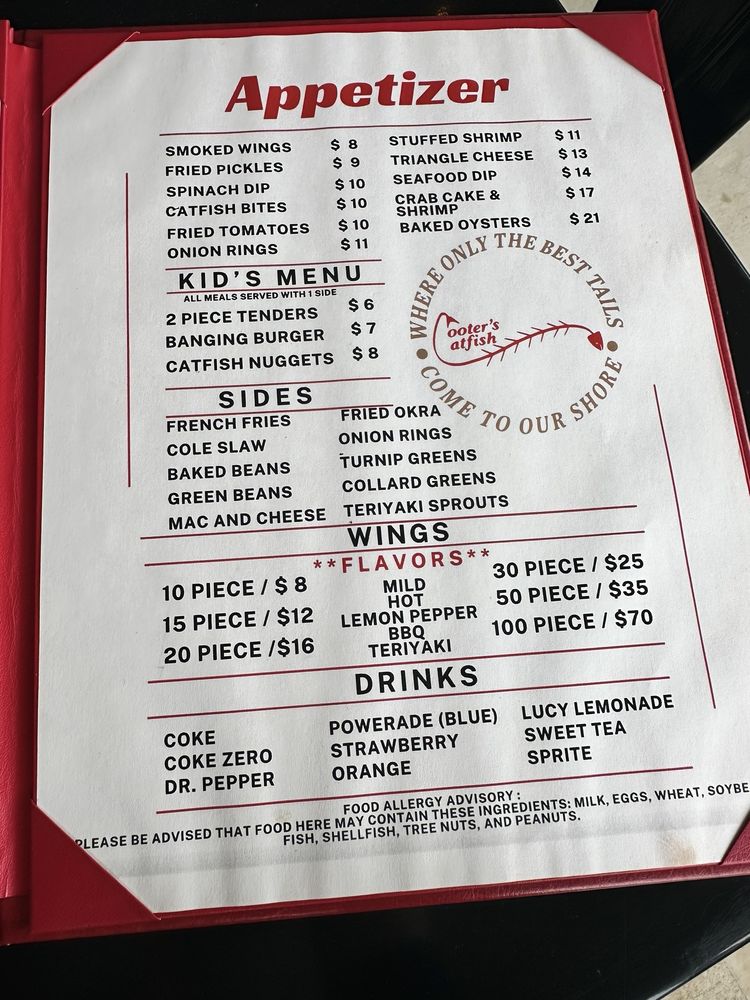 Appetizer
SMOKED WINGS $ 8
FRIED PICKLES $ 9
SPINACH DIP $ 10
CATFISH BITES $ 10
FRIED TOMATOES $ 10
ONION RINGS $ 11
STUFFED SHRIMP $ 11
TRIANGLE CHEESE $ 13
SEAFOOD DIP $ 14
CRAB CAKE & $ 17
SHRIMP
BAKED OYSTERS $ 21
WHERE ONLY THE BEST TAILS
Cooter's
Catfish
COME TO OUR SHORE
KID'S MENU
ALL MEALS SERVED WITH 1 SIDE
2 PIECE TENDERS $ 6
BANGING BURGER $ 7
CATFISH NUGGETS $ 8
SIDES
FRENCH FRIES
COLE SLAW
BAKED BEANS
GREEN BEANS
MAC AND CHEESE
FRIED OKRA
ONION RINGS
TURNIP GREENS
COLLARD GREENS
TERIYAKI SPROUTS
WINGS
**FLAVORS**
10 PIECE / $ 8
15 PIECE / $12
20 PIECE /$16
MILD
HOT
LEMON PEPPER
BBQ
TERIYAKI
30 PIECE / $25
50 PIECE / $35
100 PIECE / $70
DRINKS
COKE
COKE ZERO
DR. PEPPER
POWERADE (BLUE)
STRAWBERRY
ORANGE
LUCY LEMONADE
SWEET TEA
SPRITE
FOOD ALLERGY ADVISORY :
PLEASE BE ADVISED THAT FOOD HERE MAY CONTAIN THESE INGREDIENTS: MILK, EGGS, WHEAT, SOYBE
FISH, SHELLFISH, TREE NUTS, AND PEANUTS.